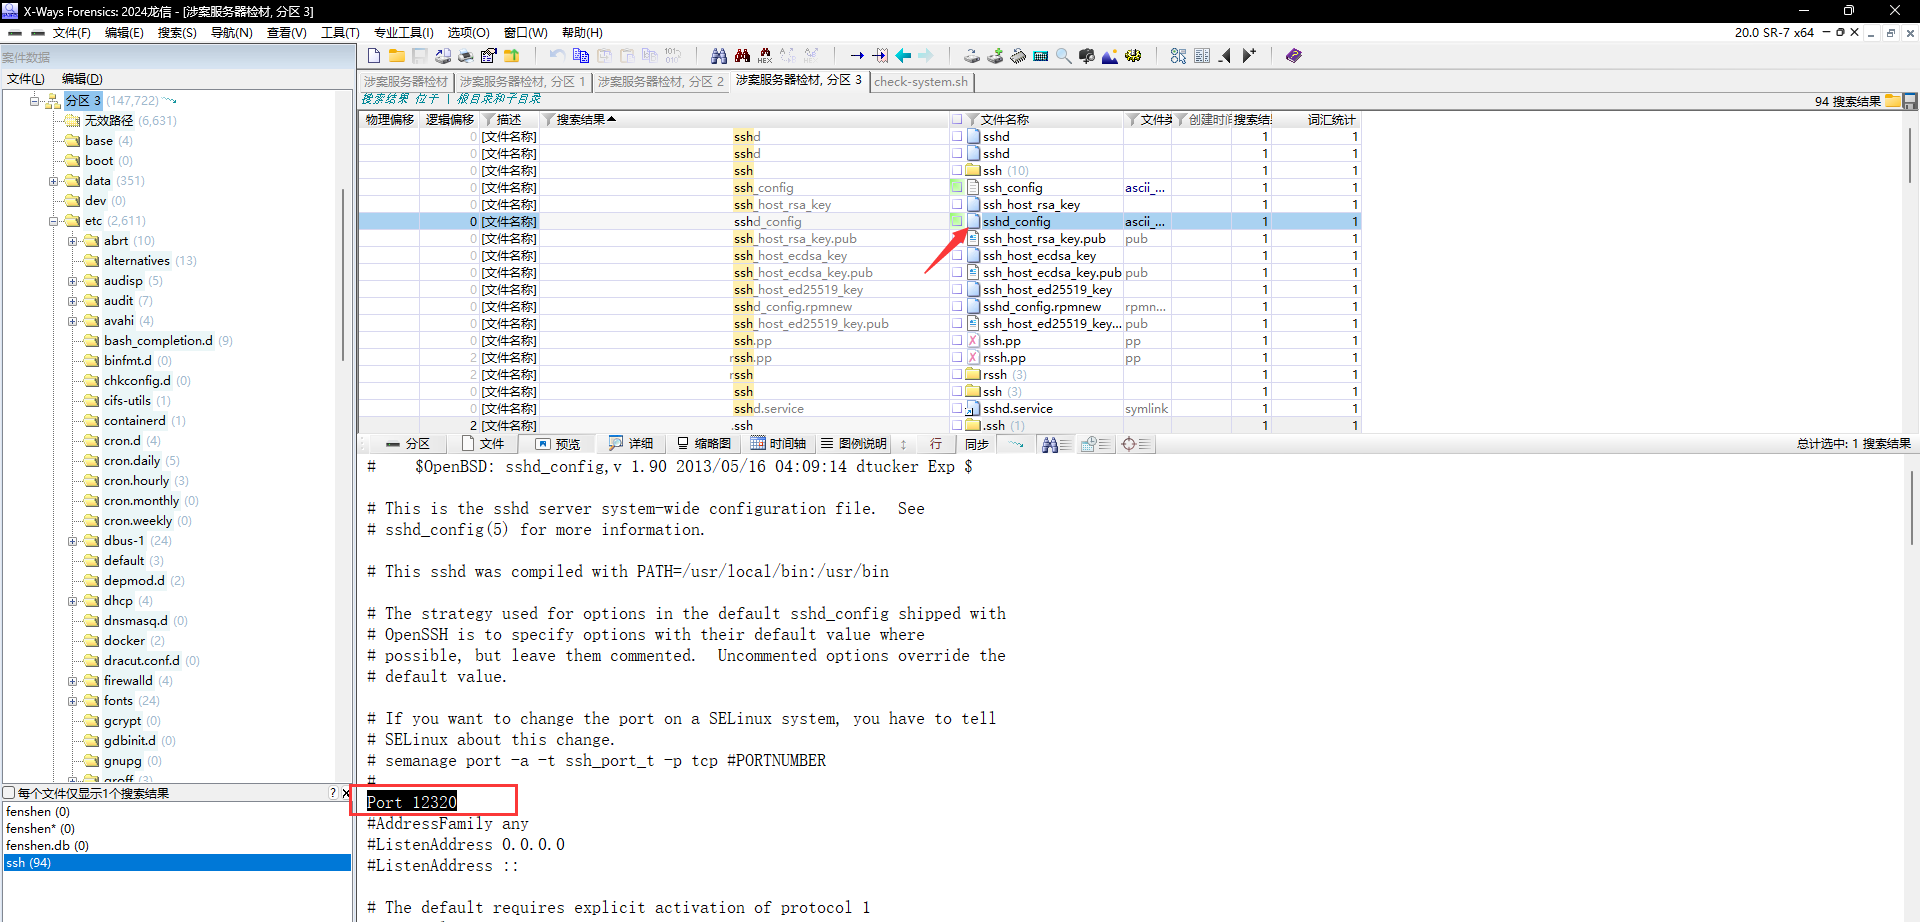 X-Ways Forensics: 2024龙信 - [涉案服务器检材, 分区 3]
文件(F) 编辑(E) 搜索(S) 导航(N) 查看(V) 工具(T) 专业工具(I) 选项(O) 窗口(W) 帮助(H)
20.0 SR-7 x64
案件数据
文件(L) 编辑(D)
分区 3 (147,722)
无效路径 (6,631)
base (4)
boot (0)
data (351)
dev (0)
etc (2,611)
abrt (10)
alternatives (13)
audisp (5)
audit (7)
avahi (4)
bash_completion.d (9)
binfmt.d (0)
chkconfig.d (0)
cifs-utils (1)
containerd (1)
cron.d (4)
cron.daily (5)
cron.hourly (3)
cron.monthly (0)
cron.weekly (0)
dbus-1 (24)
default (3)
depmod.d (2)
dhcp (4)
dnsmasq.d (0)
docker (2)
dracut.conf.d (0)
firewalld (4)
fonts (24)
gcrypt (0)
gdbinit.d (0)
gnupg (0)
groff (3)
每个文件仅显示1个搜索结果 ?
fenshen (0)
fenshen* (0)
fenshen.db (0)
ssh (94)
涉案服务器检材 涉案服务器检材, 分区 1 涉案服务器检材, 分区 2 涉案服务器检材, 分区 3 check-system.sh
搜索结果 位于 | 根目录和子目录
94 搜索结果
物理偏移 逻辑偏移 描述 搜索结果 文件名称 文件类 创建时间 搜索结 词汇统计
0 [文件名称] sshd sshd 1 1
0 [文件名称] sshd sshd 1 1
0 [文件名称] ssh ssh (10) 1 1
0 [文件名称] ssh_config ssh_config ascii_... 1 1
0 [文件名称] ssh_host_rsa_key ssh_host_rsa_key 1 1
0 [文件名称] sshd_config sshd_config ascii_... 1 1
0 [文件名称] ssh_host_rsa_key.pub ssh_host_rsa_key.pub pub 1 1
0 [文件名称] ssh_host_ecdsa_key ssh_host_ecdsa_key 1 1
0 [文件名称] ssh_host_ecdsa_key.pub ssh_host_ecdsa_key.pub pub 1 1
0 [文件名称] ssh_host_ed25519_key ssh_host_ed25519_key 1 1
0 [文件名称] sshd_config.rpmnew sshd_config.rpmnew rpmn... 1 1
0 [文件名称] ssh_host_ed25519_key.pub ssh_host_ed25519_key... pub 1 1
0 [文件名称] ssh.pp ssh.pp pp 1 1
2 [文件名称] rssh.pp rssh.pp pp 1 1
2 [文件名称] rssh rssh (3) 1 1
0 [文件名称] ssh ssh (3) 1 1
0 [文件名称] sshd.service sshd.service symlink 1 1
2 [文件名称] .ssh .ssh (1) 1 1
分区 文件 预览 详细 缩略图 时间轴 图例说明 行 同步
总计选中: 1 搜索结果
# $OpenBSD: sshd_config,v 1.90 2013/05/16 04:09:14 dtucker Exp $
# This is the sshd server system-wide configuration file.  See
# sshd_config(5) for more information.
# This sshd was compiled with PATH=/usr/local/bin:/usr/bin
# The strategy used for options in the default sshd_config shipped with
# OpenSSH is to specify options with their default value where
# possible, but leave them commented.  Uncommented options override the
# default value.
# If you want to change the port on a SELinux system, you have to tell
# SELinux about this change.
# semanage port -a -t ssh_port_t -p tcp #PORTNUMBER
#
Port 12320
#AddressFamily any
#ListenAddress 0.0.0.0
#ListenAddress ::
# The default requires explicit activation of protocol 1